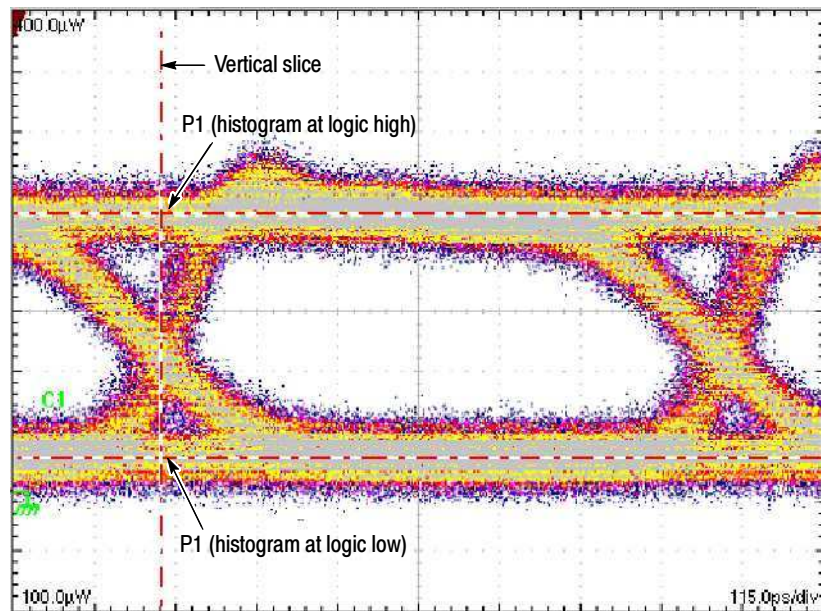 400.0µW
Vertical slice
P1 (histogram at logic high)
C1
P1 (histogram at logic low)
-100.0µW
115.0ps/div